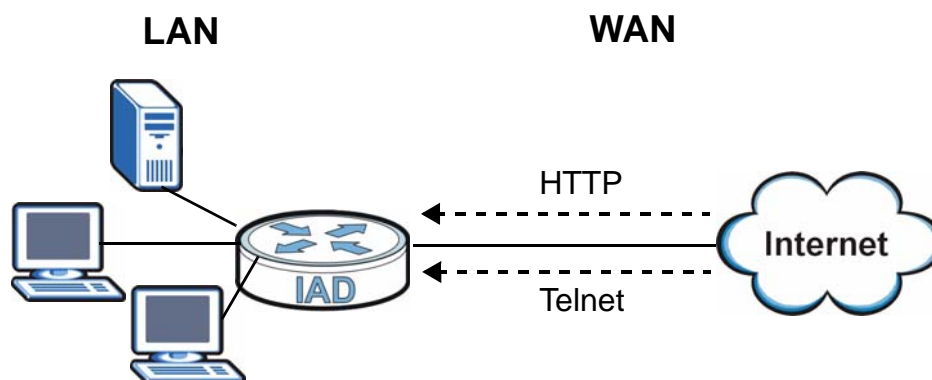 LAN
WAN
HTTP
Internet
IAD
Telnet